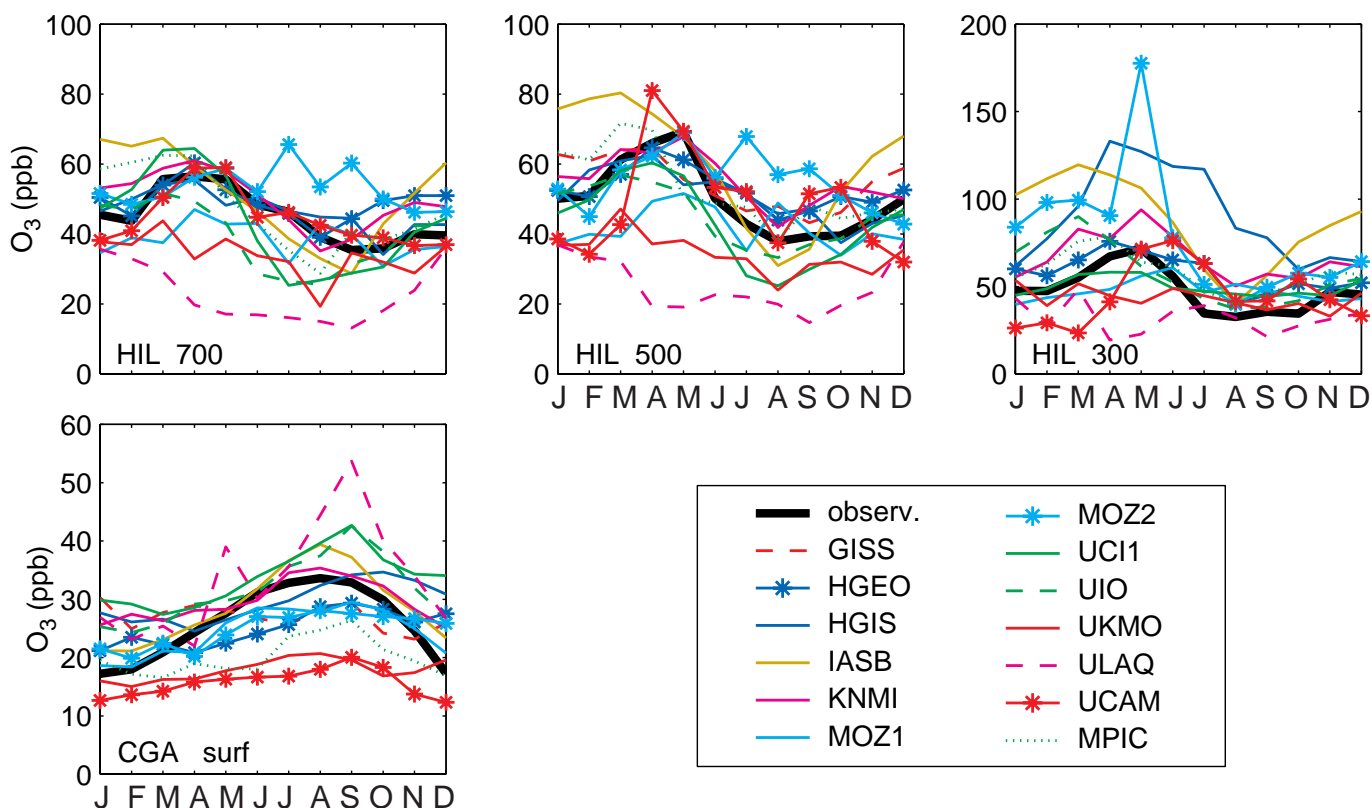 100
80
60
40
20
0
O3 (ppb)
HIL 700
100
80
60
40
20
0
HIL 500
J F M A M J J A S O N D
200
150
100
50
0
HIL 300
J F M A M J J A S O N D
60
50
40
30
20
10
0
O3 (ppb)
CGA surf
J F M A M J J A S O N D
observ.
GISS
HGEO
HGIS
IASB
KNMI
MOZ1
MOZ2
UCI1
UIO
UKMO
ULAQ
UCAM
MPIC